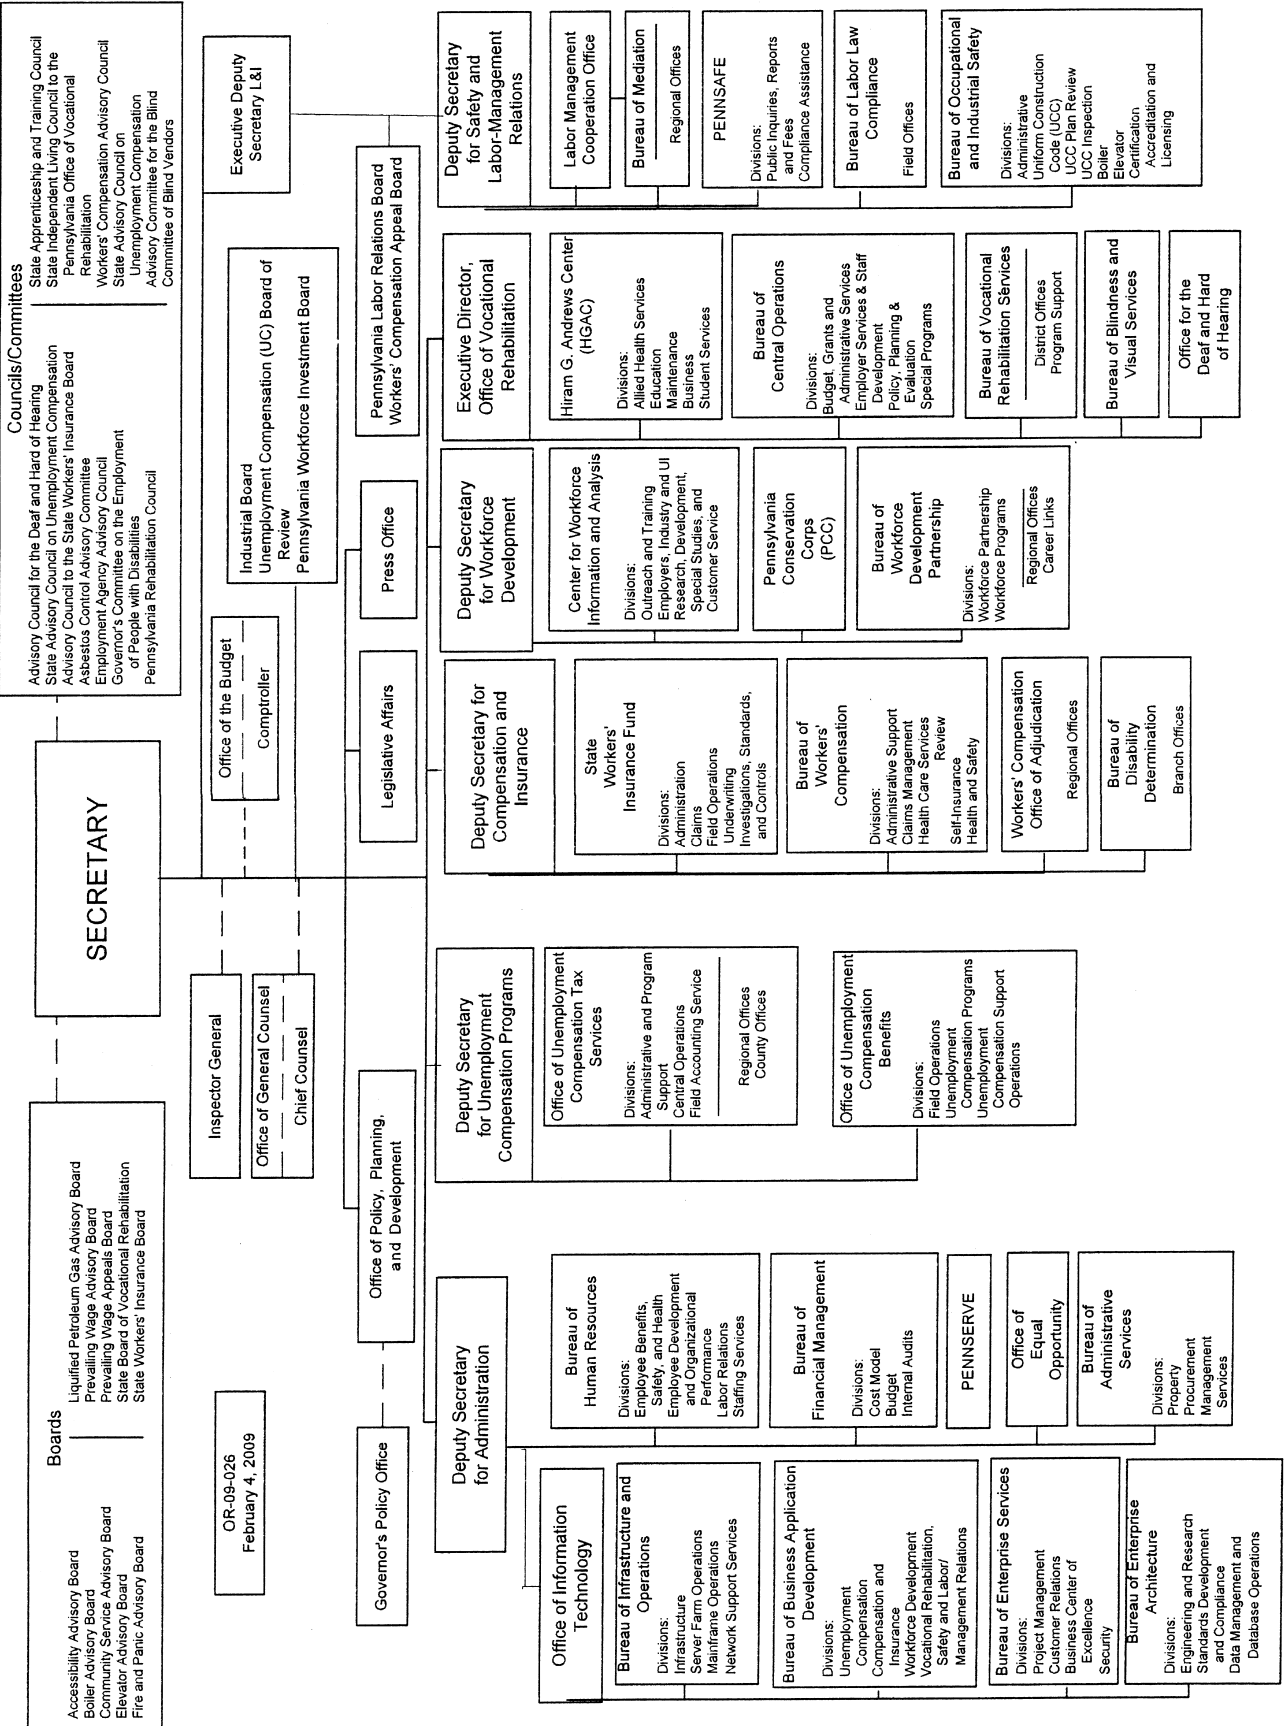 Boards
Accessibility Advisory Board
Boiler Advisory Board
Community Service Advisory Board
Elevator Advisory Board
Fire and Panic Advisory Board
Liquified Petroleum Gas Advisory Board
Prevailing Wage Advisory Board
Prevailing Wage Appeals Board
State Board of Vocational Rehabilitation
State Workers' Insurance Board
SECRETARY
Councils/Committees
Advisory Council for the Deaf and Hard of Hearing
State Advisory Council on Unemployment Compensation
Advisory Council to the State Workers' Insurance Board
Asbestos Control Advisory Committee
Employment Agency Advisory Council
Governor's Committee on the Employment
of People with Disabilities
Pennsylvania Rehabilitation Council
State Apprenticeship and Training Council
State Independent Living Council to the
Pennsylvania Office of Vocational
Rehabilitation
Workers' Compensation Advisory Council
State Advisory Council on
Unemployment Compensation
Advisory Committee for the Blind
Committee of Blind Vendors
OR-09-026
February 4, 2009
Inspector General
Office of General Counsel
Chief Counsel
Office of the Budget
Comptroller
Executive Deputy
Secretary L&I
Industrial Board
Unemployment Compensation (UC) Board of
Review
Pennsylvania Workforce Investment Board
Governor's Policy Office
Office of Policy, Planning,
and Development
Legislative Affairs
Press Office
Pennsylvania Labor Relations Board
Workers' Compensation Appeal Board
Deputy Secretary
for Administration
Office of Information
Technology
Bureau of Infrastructure and
Operations
Divisions:
Infrastructure
Server Farm Operations
Mainframe Operations
Network Support Services
Bureau of Business Application
Development
Divisions:
Unemployment
Compensation
Compensation and
Insurance
Workforce Development
Vocational Rehabilitation,
Safety and Labor/
Management Relations
Bureau of Enterprise Services
Divisions:
Project Management
Customer Relations
Business Center of
Excellence
Security
Bureau of Enterprise
Architecture
Divisions:
Engineering and Research
Standards Development
and Compliance
Data Management and
Database Operations
Bureau of
Human Resources
Divisions:
Employee Benefits,
Safety, and Health
Employee Development
and Organizational
Performance
Labor Relations
Staffing Services
Bureau of
Financial Management
Divisions:
Cost Model
Budget
Internal Audits
PENNSERVE
Office of
Equal
Opportunity
Bureau of
Administrative
Services
Divisions:
Property
Procurement
Management
Services
Deputy Secretary
for Unemployment
Compensation Programs
Office of Unemployment
Compensation Tax
Services
Divisions:
Administrative and Program
Support
Central Operations
Field Accounting Service
Regional Offices
County Offices
Office of Unemployment
Compensation
Benefits
Divisions:
Field Operations
Unemployment
Compensation Programs
Unemployment
Compensation Support
Operations
Deputy Secretary for
Compensation and
Insurance
State
Workers'
Insurance Fund
Divisions:
Administration
Claims
Field Operations
Underwriting
Investigations, Standards,
and Controls
Bureau of
Workers'
Compensation
Divisions:
Administrative Support
Claims Management
Health Care Services
Review
Self-Insurance
Health and Safety
Workers' Compensation
Office of Adjudication
Regional Offices
Bureau of
Disability
Determination
Branch Offices
Deputy Secretary
for Workforce
Development
Center for Workforce
Information and Analysis
Divisions:
Outreach and Training
Employers, Industry and UI
Research, Development,
Special Studies, and
Customer Service
Pennsylvania
Conservation
Corps
(PCC)
Bureau of
Workforce
Development
Partnership
Divisions:
Workforce Partnership
Workforce Programs
Regional Offices
Career Links
Executive Director,
Office of Vocational
Rehabilitation
Hiram G. Andrews Center
(HGAC)
Divisions:
Allied Health Services
Education
Maintenance
Business
Student Services
Bureau of
Central Operations
Divisions:
Budget, Grants and
Administrative Services
Employer Services & Staff
Development
Policy, Planning &
Evaluation
Special Programs
Bureau of Vocational
Rehabilitation Services
District Offices
Program Support
Bureau of Blindness and
Visual Services
Office for the
Deaf and Hard
of Hearing
Deputy Secretary
for Safety and
Labor-Management
Relations
Labor Management
Cooperation Office
Bureau of Mediation
Regional Offices
PENNSAFE
Divisions:
Public Inquiries, Reports
and Fees
Compliance Assistance
Bureau of Labor Law
Compliance
Field Offices
Bureau of Occupational
and Industrial Safety
Divisions:
Administrative
Uniform Construction
Code (UCC)
UCC Plan Review
UCC Inspection
Boiler
Elevator
Certification
Accreditation and
Licensing